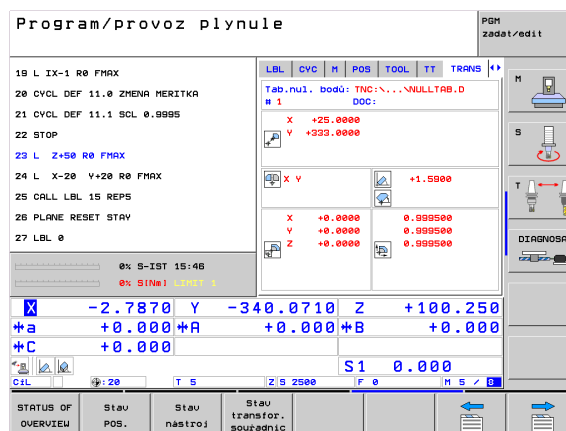 Program/provoz plynule
PGM
zadat/edit
19 L IX-1 R0 FMAX
20 CYCL DEF 11.0 ZMENA MERITKA
21 CYCL DEF 11.1 SCL 0.9995
22 STOP
23 L Z+50 R0 FMAX
24 L X-20 Y+20 R0 FMAX
25 CALL LBL 15 REP5
26 PLANE RESET STAY
27 LBL 0
LBL CYC M POS TOOL TT TRANS
Tab.nul. bodů: TNC:\...\NULLTAB.D
# 1 DOC:
X +25.0000
Y +333.0000
X Y +1.5900
X +0.0000 0.999500
Y +0.0000 0.999500
Z +0.0000 0.999500
M
S
T
DIAGNOSA
0% S-IST 15:46
0% S[Nm] LIMIT 1
X -2.7870 Y -340.0710 Z +100.250
a +0.000 A +0.000 B +0.000
C +0.000
S1 0.000
CíL : 20 T 5 Z S 2500 F 0 M 5 / 8
STATUS OF
OVERVIEW
Stav
POS.
Stav
nástroj
Stav
transfor.
souřadnic